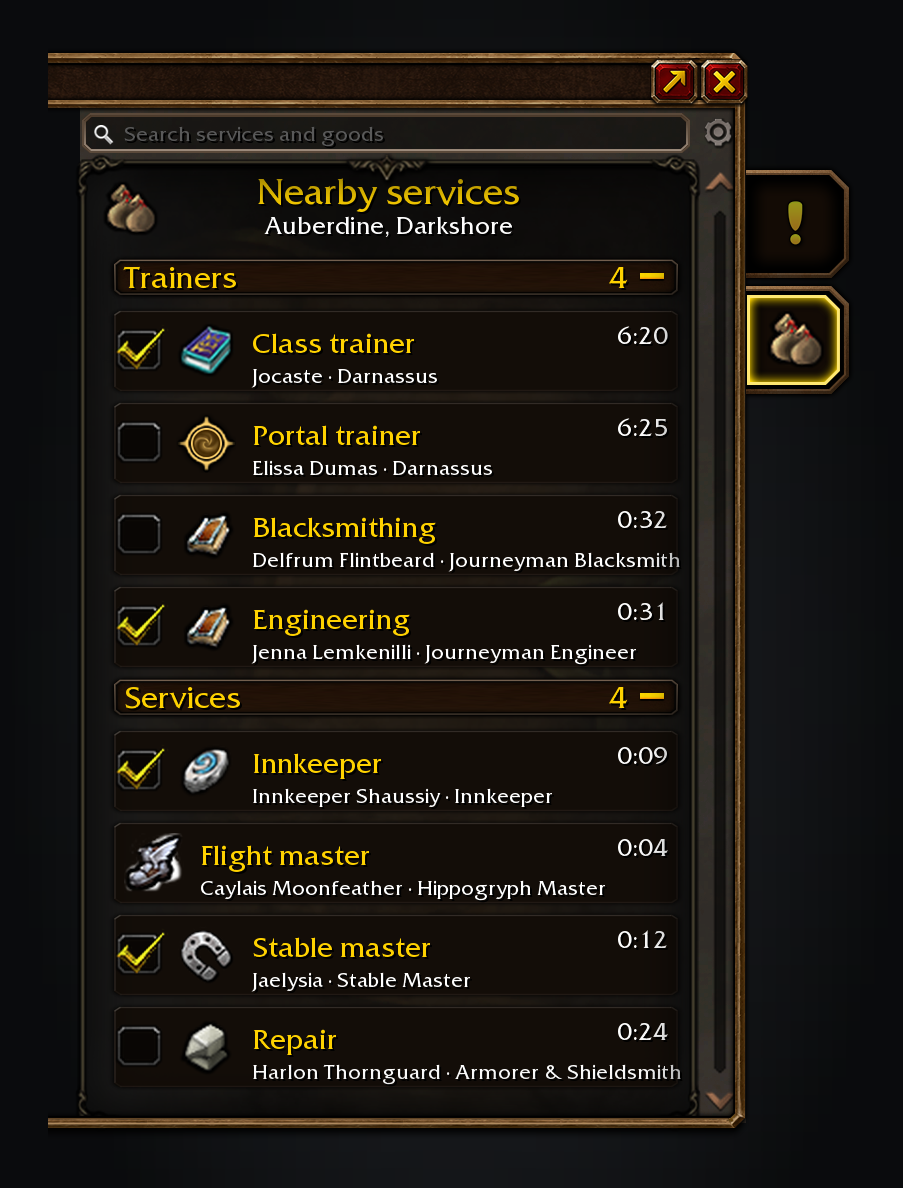 Search services and goods
Nearby services
Auberdine, Darkshore
Trainers 4
Class trainer 6:20
Jocaste · Darnassus
Portal trainer 6:25
Elissa Dumas · Darnassus
Blacksmithing 0:32
Delfrum Flintbeard · Journeyman Blacksmith
Engineering 0:31
Jenna Lemkenilli · Journeyman Engineer
Services 4
Innkeeper 0:09
Innkeeper Shaussiy · Innkeeper
Flight master 0:04
Caylais Moonfeather · Hippogryph Master
Stable master 0:12
Jaelysia · Stable Master
Repair 0:24
Harlon Thornguard · Armorer & Shieldsmith